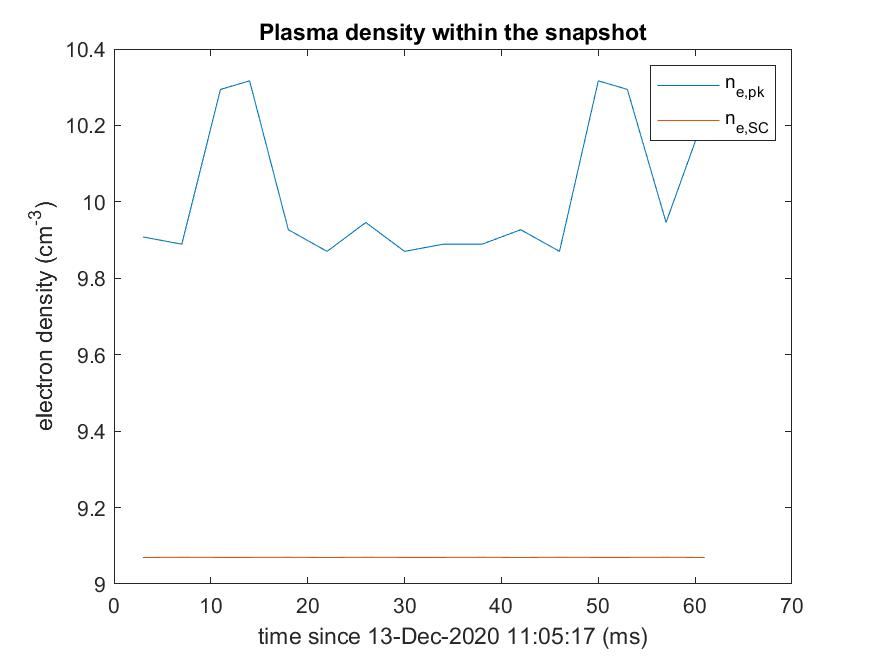 Plasma density within the snapshot
10.4
10.2
10
9.8
9.6
9.4
9.2
9
electron density (cm-3)
n e,pk
n e,SC
0 10 20 30 40 50 60 70
time since 13-Dec-2020 11:05:17 (ms)